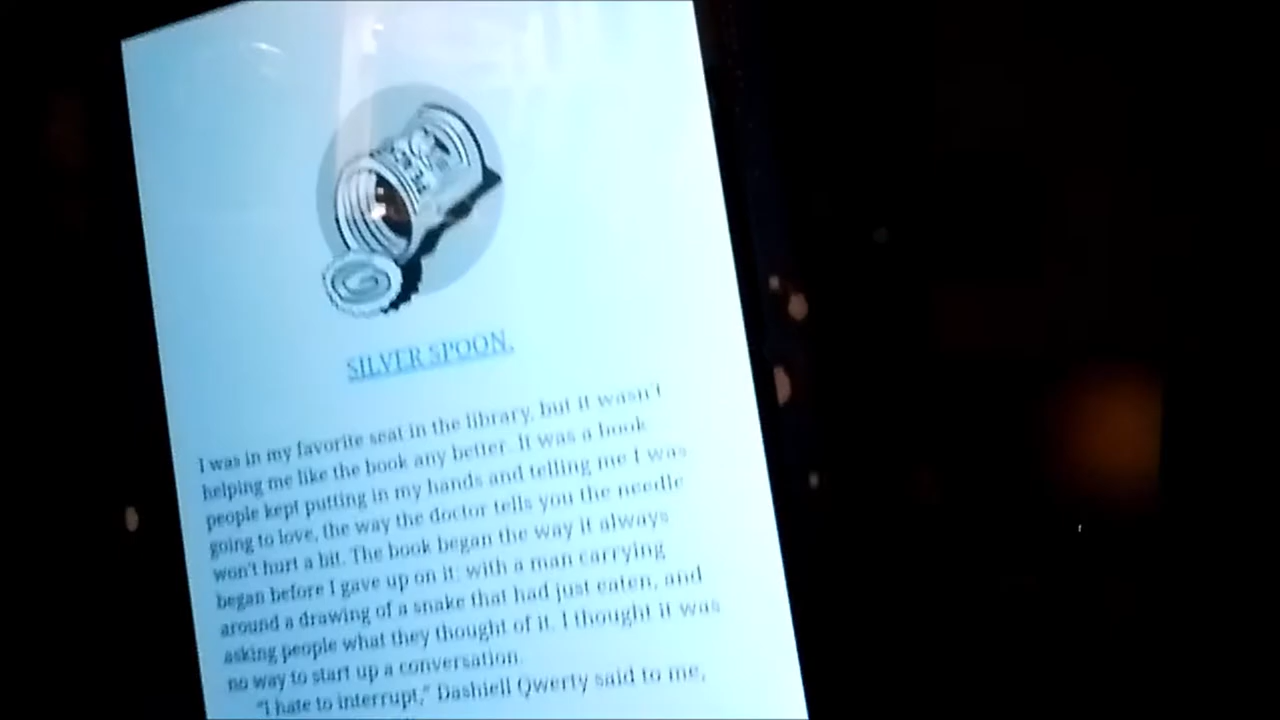 SILVER SPOON.
I was in my favorite seat in the library, but it wasn't
helping me like the book any better. It was a book
people kept putting in my hands and telling me I was
going to love, the way the doctor tells you the needle
won't hurt a bit. The book began the way it always
began before I gave up on it: with a man carrying
around a drawing of a snake that had just eaten, and
asking people what they thought of it. I thought it was
no way to start up a conversation.
"I hate to interrupt," Dashiell Qwerty said to me,